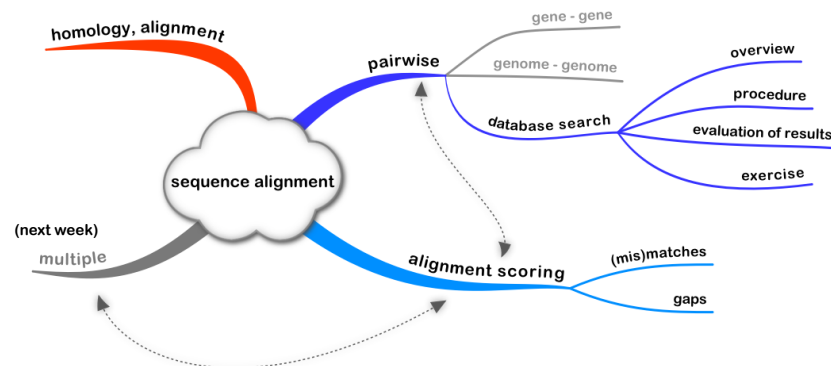 homology, alignment
pairwise
gene - gene
genome - genome
database search
overview
procedure
evaluation of results
exercise
sequence alignment
(next week)
multiple
alignment scoring
(mis)matches
gaps